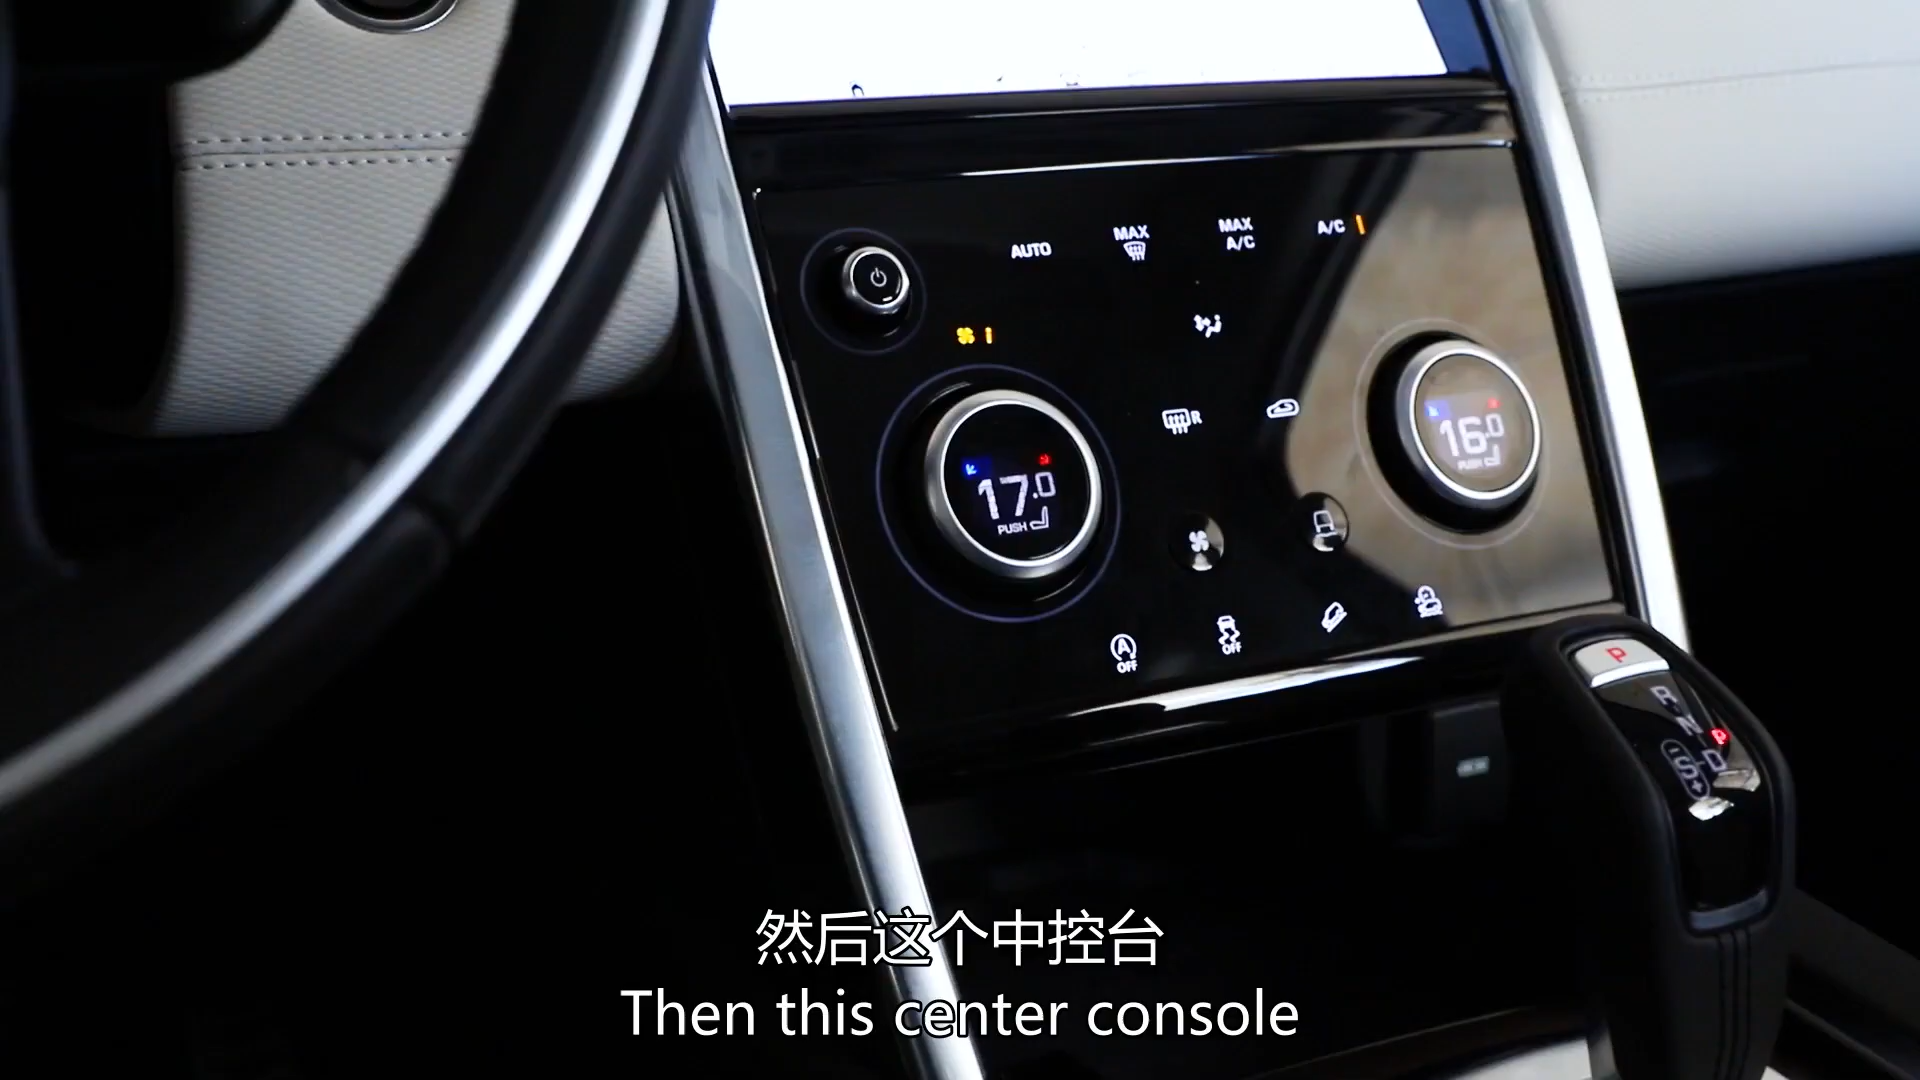 AUTO
MAX
MAX
A/C
A/C
R
17.0
PUSH
16.0
PUSH
A
OFF
OFF
P
R
N
D
P
-S+
然后这个中控台
Then this center console